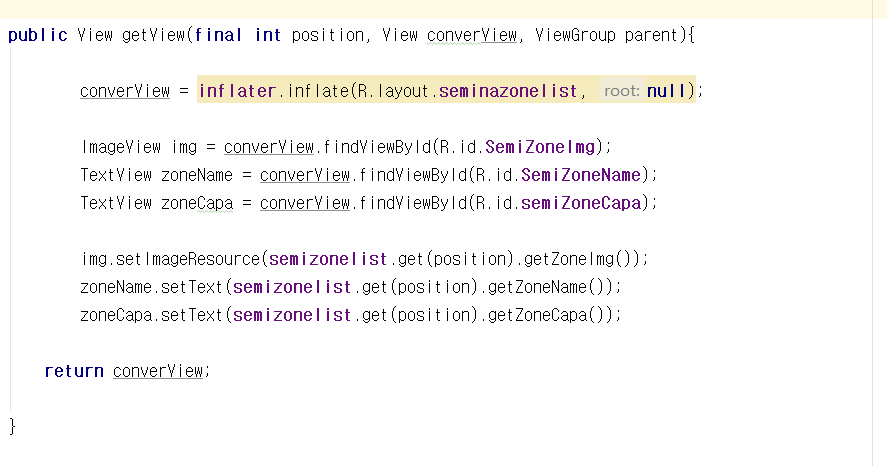 public View getView(final int position, View converView, ViewGroup parent){
converView = inflater.inflate(R.layout.seminazonelist, root: null);
ImageView img = converView.findViewById(R.id.SemiZoneImg);
TextView zoneName = converView.findViewById(R.id.SemiZoneName);
TextView zoneCapa = converView.findViewById(R.id.semiZoneCapa);
img.setImageResource(semizonelist.get(position).getZoneImg());
zoneName.setText(semizonelist.get(position).getZoneName());
zoneCapa.setText(semizonelist.get(position).getZoneCapa());
return converView;
}